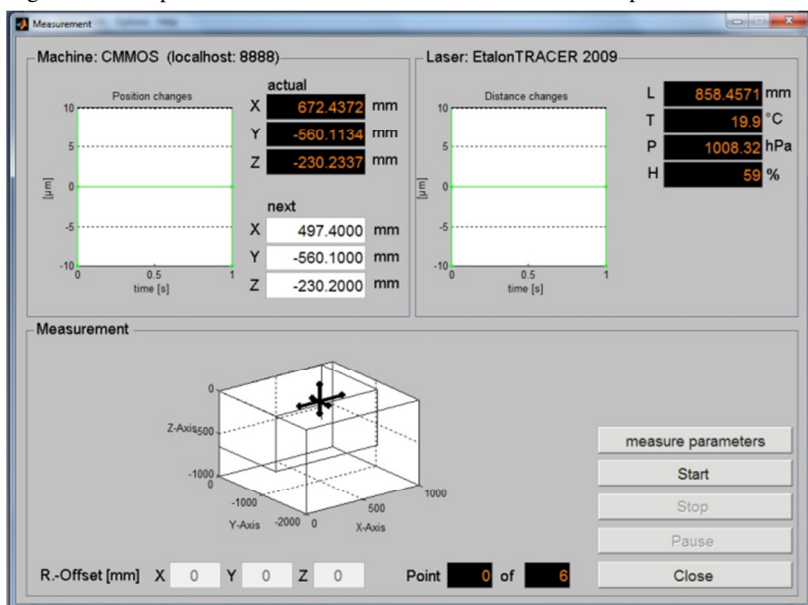 Measurement
Options Help
Machine: CMMOS (localhost: 8888)
Position changes
[µm]
10
5
0
-5
-10
0 0.5 1
time [s]
actual
X 672.4372 mm
Y -560.1134 mm
Z -230.2337 mm
next
X 497.4000 mm
Y -560.1000 mm
Z -230.2000 mm
Laser: EtalonTRACER 2009
Distance changes
[µm]
10
5
0
-5
-10
0 0.5 1
time [s]
L 858.4571 mm
T 19.9 °C
P 1008.32 hPa
H 59 %
Measurement
0
Z-Axis -500
-1000
0
-1000
Y-Axis -2000
0
500
1000
X-Axis
measure parameters
Start
Stop
Pause
Close
R.-Offset [mm] X 0 Y 0 Z 0 Point 0 of 6